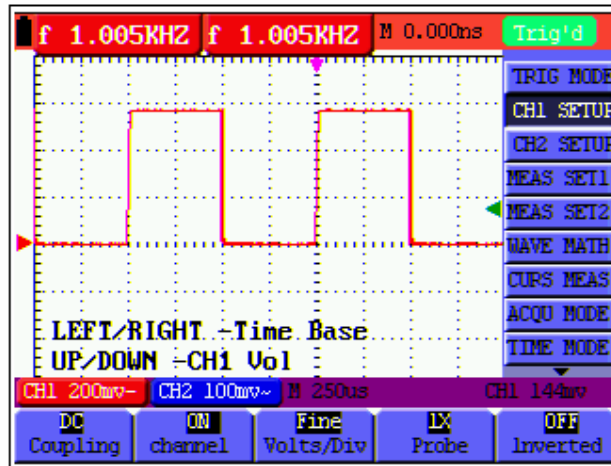 f 1.005KHZ f 1.005KHZ M 0.000ns Trig'd
TRIG MODE
CH1 SETUP
CH2 SETUP
MEAS SET1
MEAS SET2
WAVE MATH
CURS MEAS
ACQU MODE
TIME MODE
LEFT/RIGHT -Time Base
UP/DOWN -CH1 Vol
CH1 200mv- CH2 100mv~ M 250us CH1 144mv
DC ON Fine 1X OFF
Coupling channel Volts/Div Probe Inverted